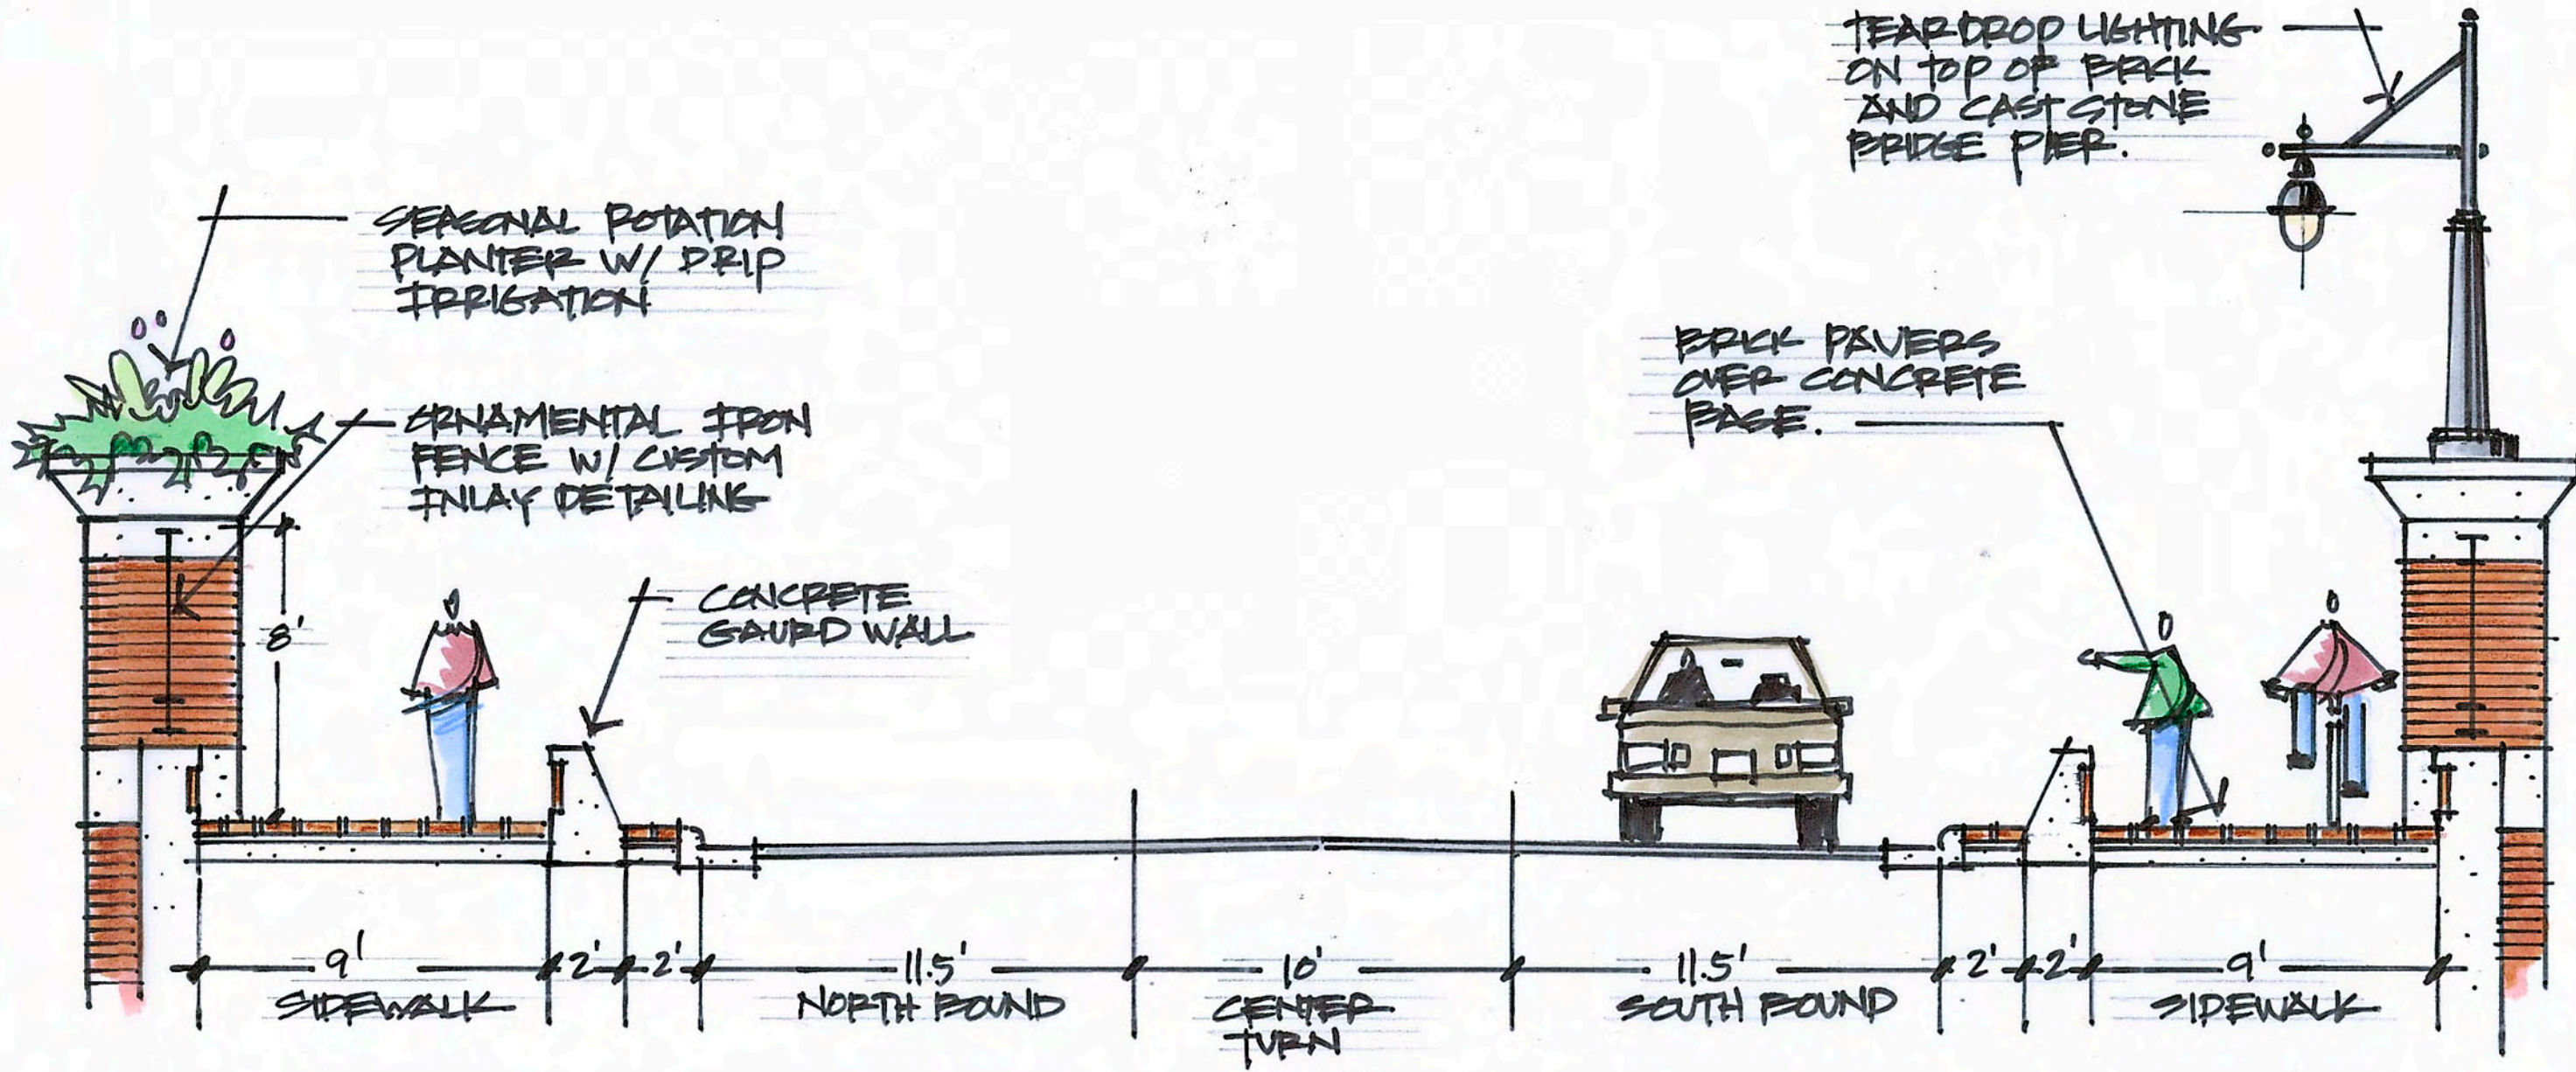 TEARDROP LIGHTING
ON TOP OF BRICK
AND CAST STONE
BRIDGE PIER.
SEASONAL ROTATION
PLANTER W/ DRIP
IRRIGATION
BRICK PAVERS
OVER CONCRETE
BASE.
ORNAMENTAL IRON
FENCE W/ CUSTOM
INLAY DETAILING
CONCRETE
GAURD WALL
8'
9' 2' 2' 11.5' 10' 11.5' 2' 2' 9'
SIDEWALK NORTH BOUND CENTER SOUTH BOUND SIDEWALK
TURN